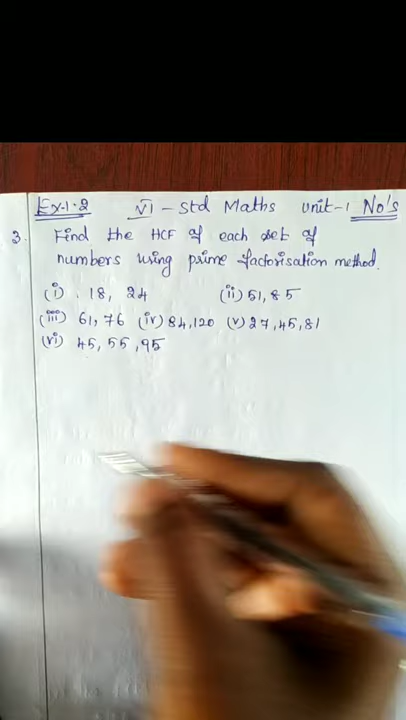 Ex-1.2 VI - Std Maths unit-1 No's
3. Find the HCF of each set of
numbers using prime factorisation method.
(i) 18, 24 (ii) 51, 85
(iii) 61, 76 (iv) 84, 120 (v) 27, 45, 81
(vi) 45, 55, 95